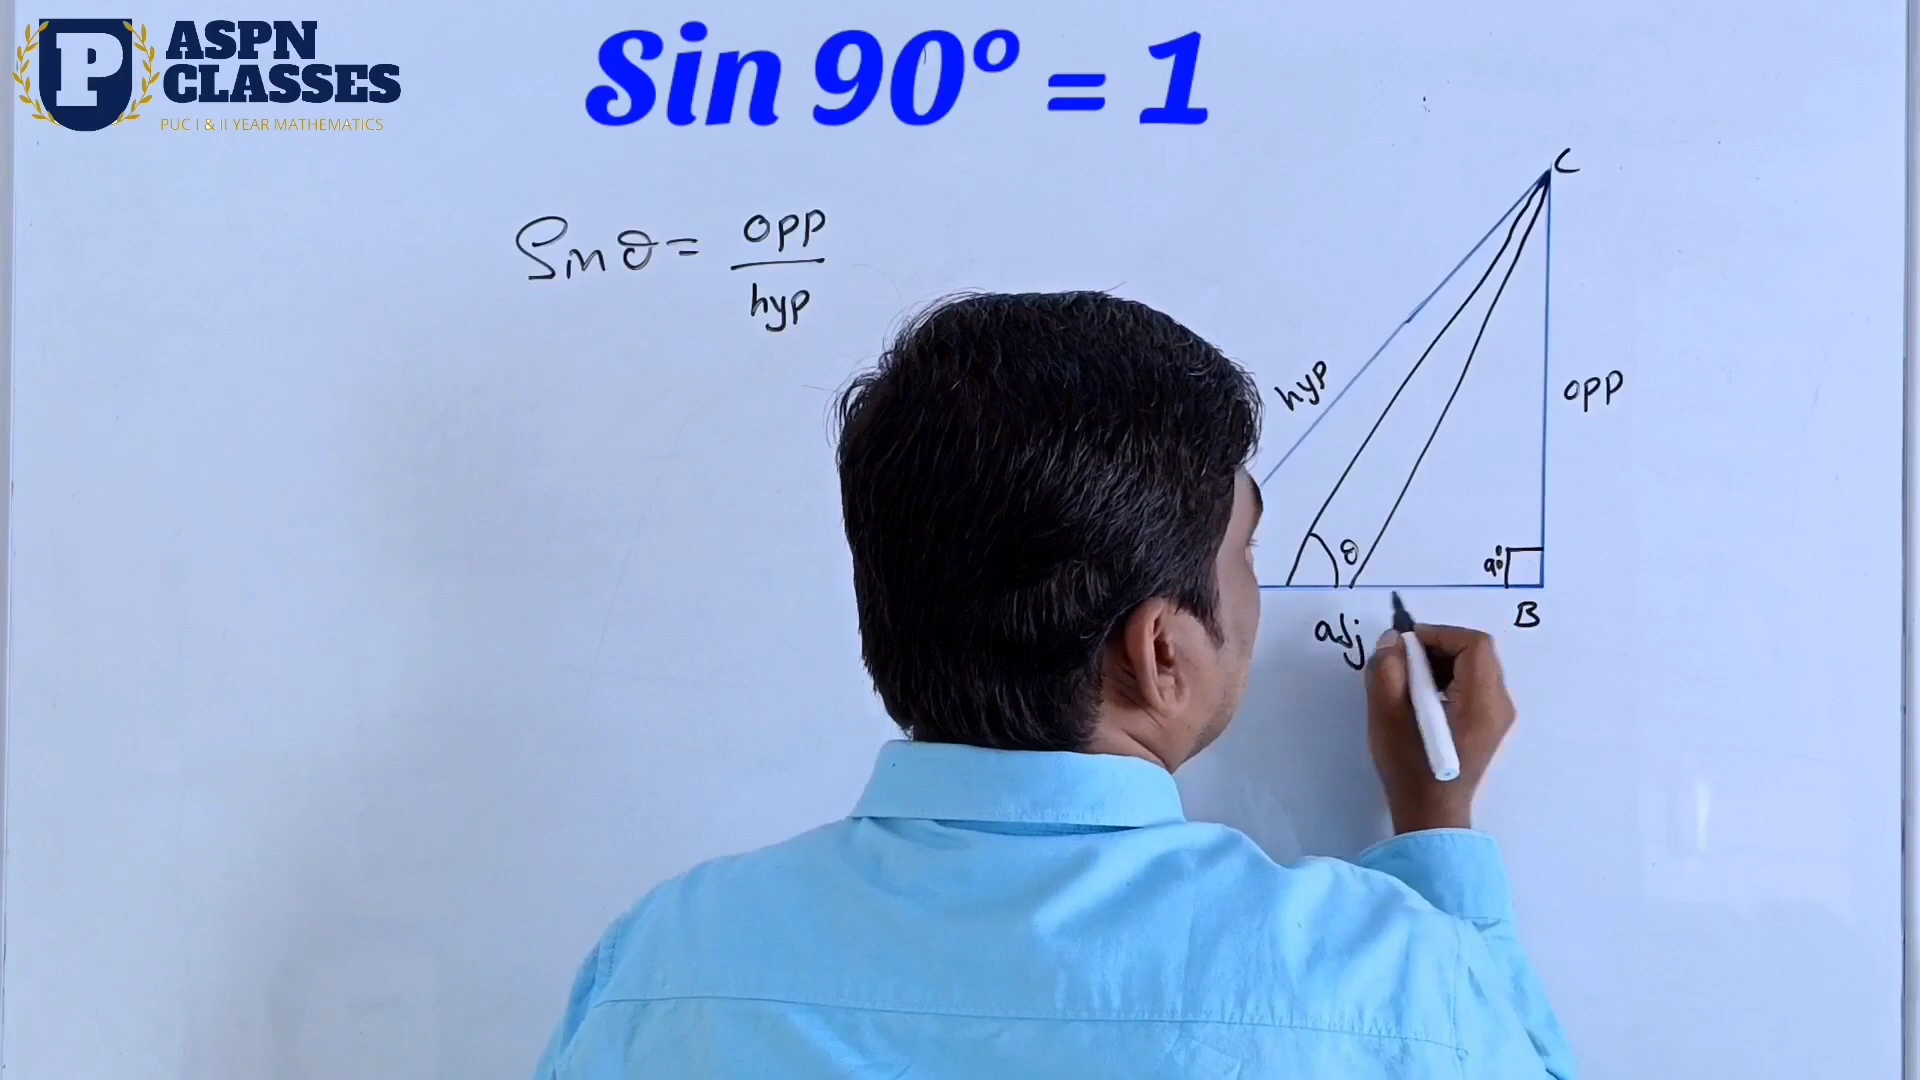 P ASPN
CLASSES
PUC I & II YEAR MATHEMATICS
Sin 90° = 1
C
Sin θ = opp
hyp
hyp
opp
θ
90°
B
adj